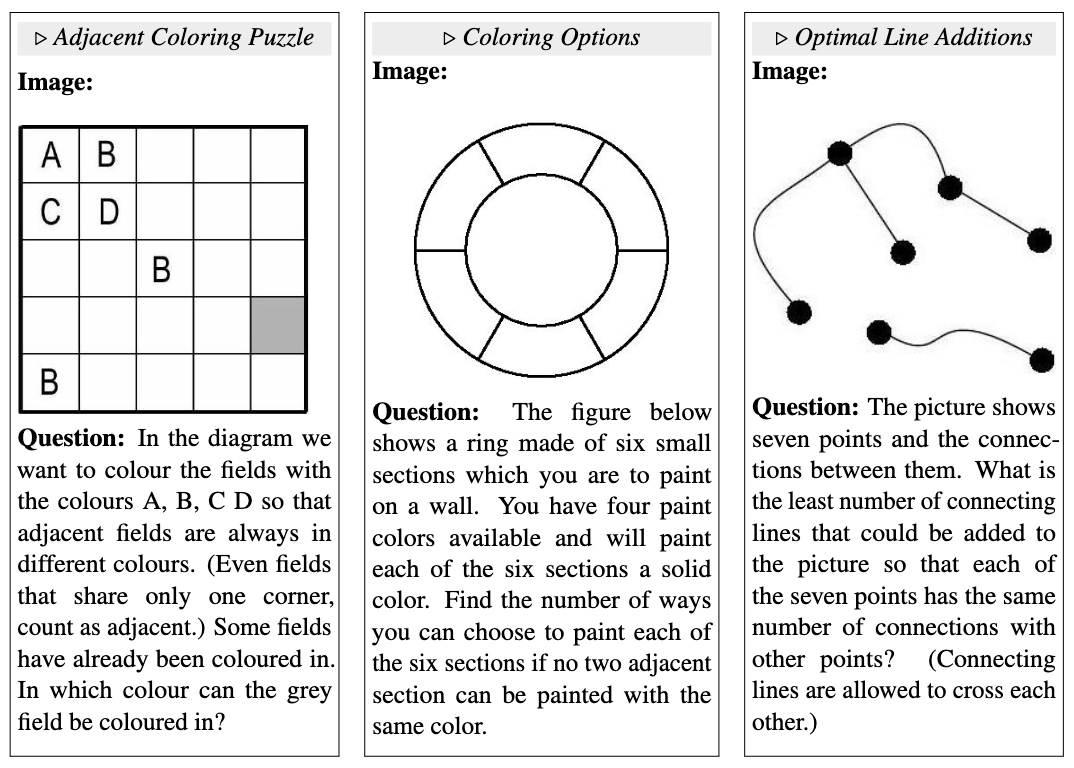 ▷ Adjacent Coloring Puzzle
Image:
A B
C D
B
B
Question: In the diagram we
want to colour the fields with
the colours A, B, C D so that
adjacent fields are always in
different colours. (Even fields
that share only one corner,
count as adjacent.) Some fields
have already been coloured in.
In which colour can the grey
field be coloured in?
▷ Coloring Options
Image:
Question: The figure below
shows a ring made of six small
sections which you are to paint
on a wall. You have four paint
colors available and will paint
each of the six sections a solid
color. Find the number of ways
you can choose to paint each of
the six sections if no two adjacent
section can be painted with the
same color.
▷ Optimal Line Additions
Image:
Question: The picture shows
seven points and the connec-
tions between them. What is
the least number of connecting
lines that could be added to
the picture so that each of
the seven points has the same
number of connections with
other points? (Connecting
lines are allowed to cross each
other.)